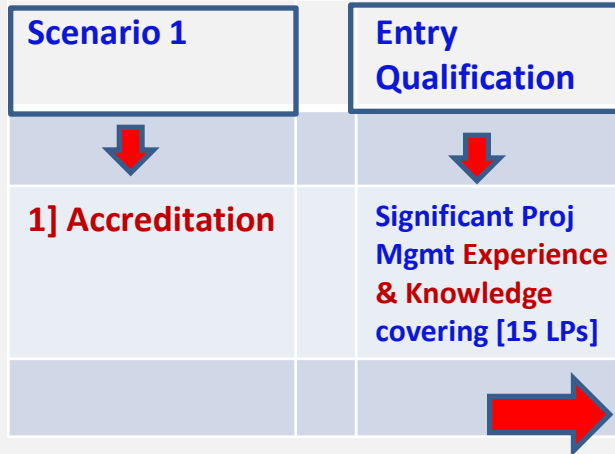 Scenario 1
Entry
Qualification
1] Accreditation
Significant Proj
Mgmt Experience
& Knowledge
covering [15 LPs]